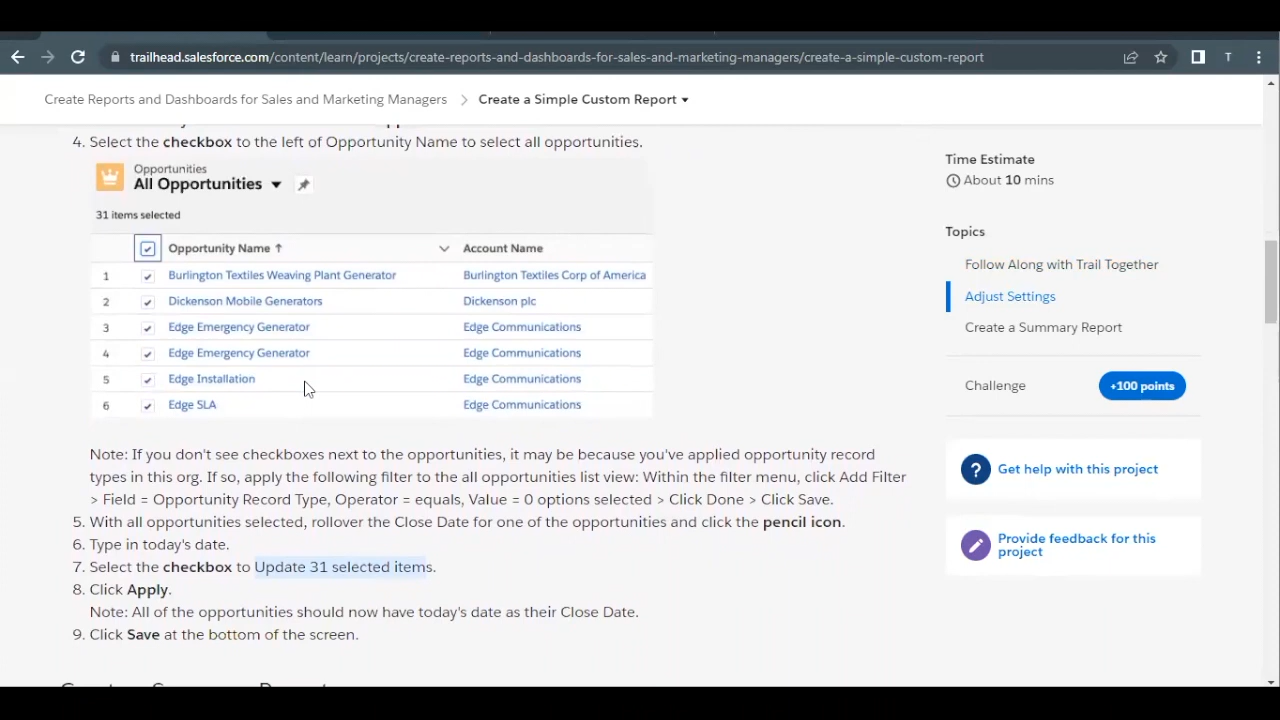 trailhead.salesforce.com/content/learn/projects/create-reports-and-dashboards-for-sales-and-marketing-managers/create-a-simple-custom-report
T
Create Reports and Dashboards for Sales and Marketing Managers > Create a Simple Custom Report
4. Select the checkbox to the left of Opportunity Name to select all opportunities.
Opportunities
All Opportunities
31 items selected
Opportunity Name ↑ Account Name
1 Burlington Textiles Weaving Plant Generator Burlington Textiles Corp of America
2 Dickenson Mobile Generators Dickenson plc
3 Edge Emergency Generator Edge Communications
4 Edge Emergency Generator Edge Communications
5 Edge Installation Edge Communications
6 Edge SLA Edge Communications
Note: If you don't see checkboxes next to the opportunities, it may be because you've applied opportunity record
types in this org. If so, apply the following filter to the all opportunities list view: Within the filter menu, click Add Filter
> Field = Opportunity Record Type, Operator = equals, Value = 0 options selected > Click Done > Click Save.
5. With all opportunities selected, rollover the Close Date for one of the opportunities and click the pencil icon.
6. Type in today's date.
7. Select the checkbox to Update 31 selected items.
8. Click Apply.
Note: All of the opportunities should now have today's date as their Close Date.
9. Click Save at the bottom of the screen.
Time Estimate
About 10 mins
Topics
Follow Along with Trail Together
Adjust Settings
Create a Summary Report
Challenge +100 points
? Get help with this project
Provide feedback for this
project